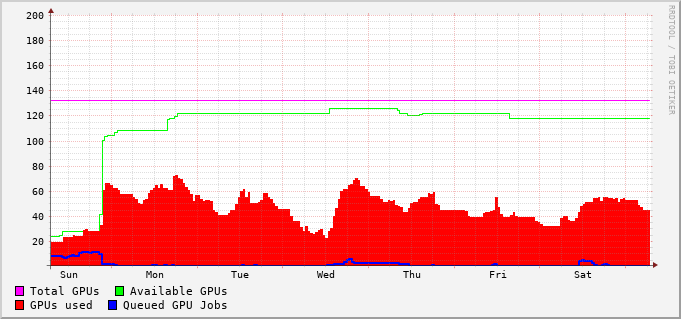 200
180
160
140
120
100
80
60
40
20
Sun Mon Tue Wed Thu Fri Sat
Total GPUs Available GPUs
GPUs used Queued GPU Jobs
RRDTOOL / TOBI OETIKER